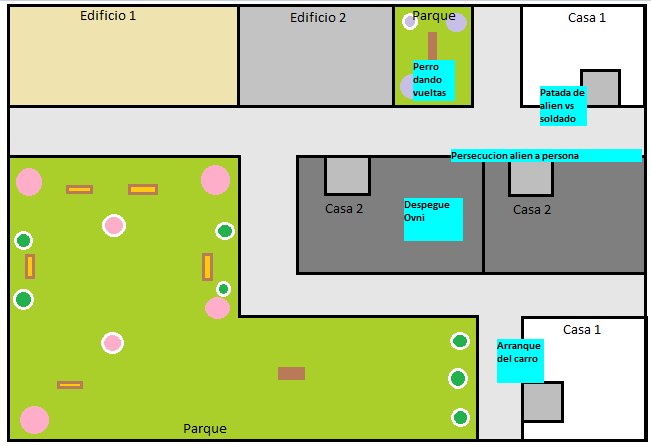 Edificio 1
Edificio 2
Parque
Casa 1
Perro
dando
vueltas
Patada de
alien vs
soldado
Persecucion alien a persona
Casa 2
Despegue
Ovni
Casa 2
Arranque
del carro
Casa 1
Parque